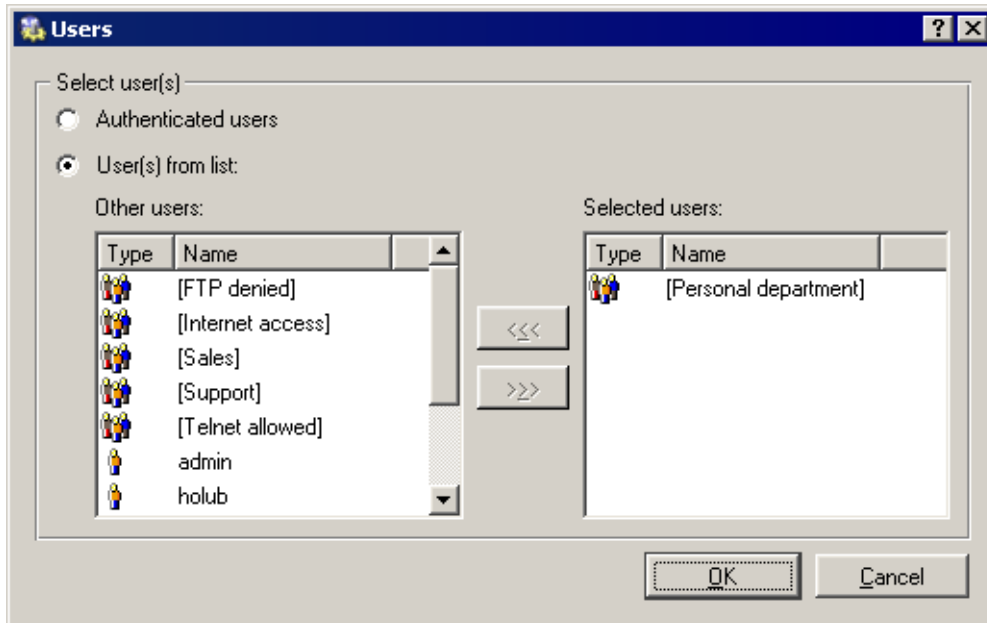 Users
Select user(s)
Authenticated users
User(s) from list:
Other users:
Type Name
[FTP denied]
[Internet access]
[Sales]
[Support]
[Telnet allowed]
admin
holub
<<<
>>>
Selected users:
Type Name
[Personal department]
OK Cancel